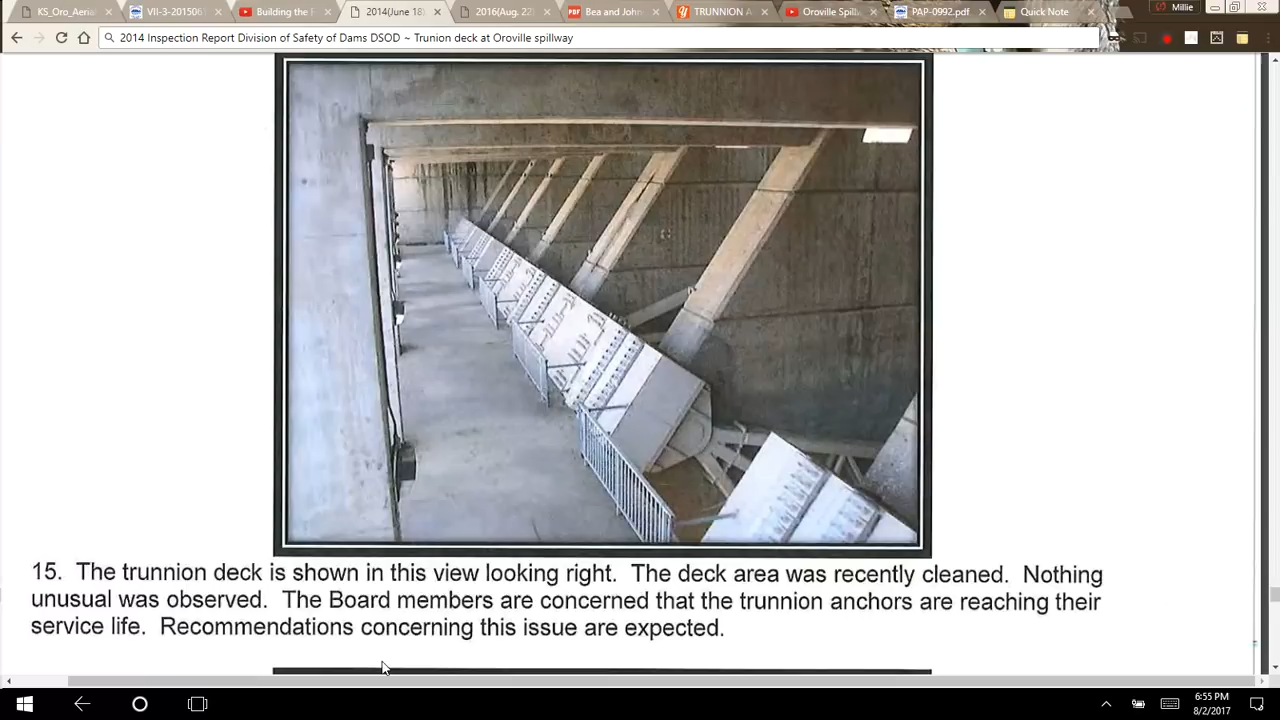 KS_Oro_Aeria
VII-3-201506
Building the
2014(June 18)
2016(Aug. 22
PDF Bea and John
TRUNNION A
Oroville Spillw
PAP-0992.pdf
Quick Note
Millie
2014 Inspection Report Division of Safety of Dams DSOD ~ Trunion deck at Oroville spillway
15. The trunnion deck is shown in this view looking right. The deck area was recently cleaned. Nothing
unusual was observed. The Board members are concerned that the trunnion anchors are reaching their
service life. Recommendations concerning this issue are expected.
6:55 PM
8/2/2017